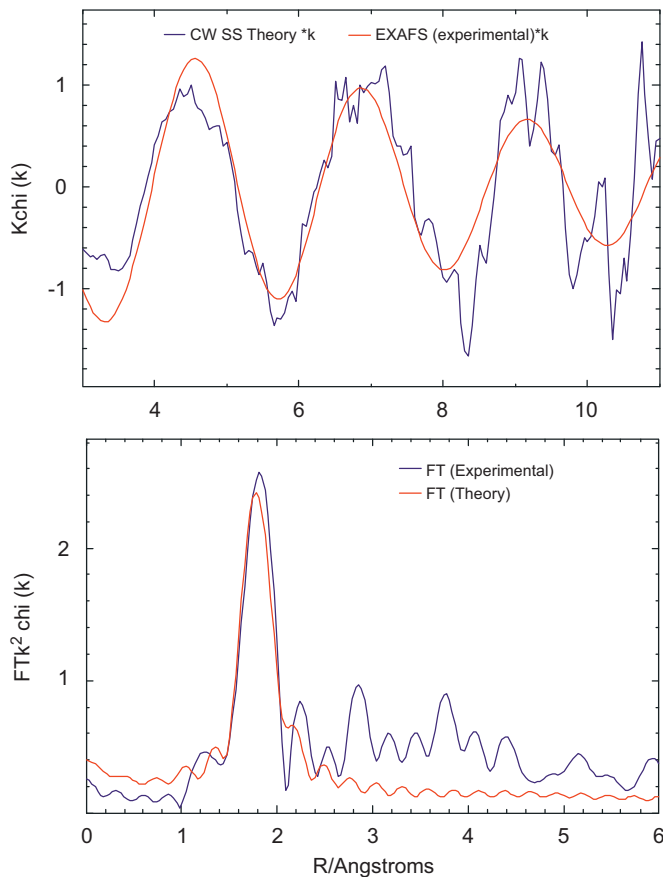 CW SS Theory *k
EXAFS (experimental)*k
Kchi (k)
1
0
-1
4
6
8
10
FT (Experimental)
FT (Theory)
FTk² chi (k)
2
1
0
1
2
3
4
5
6
R/Angstroms